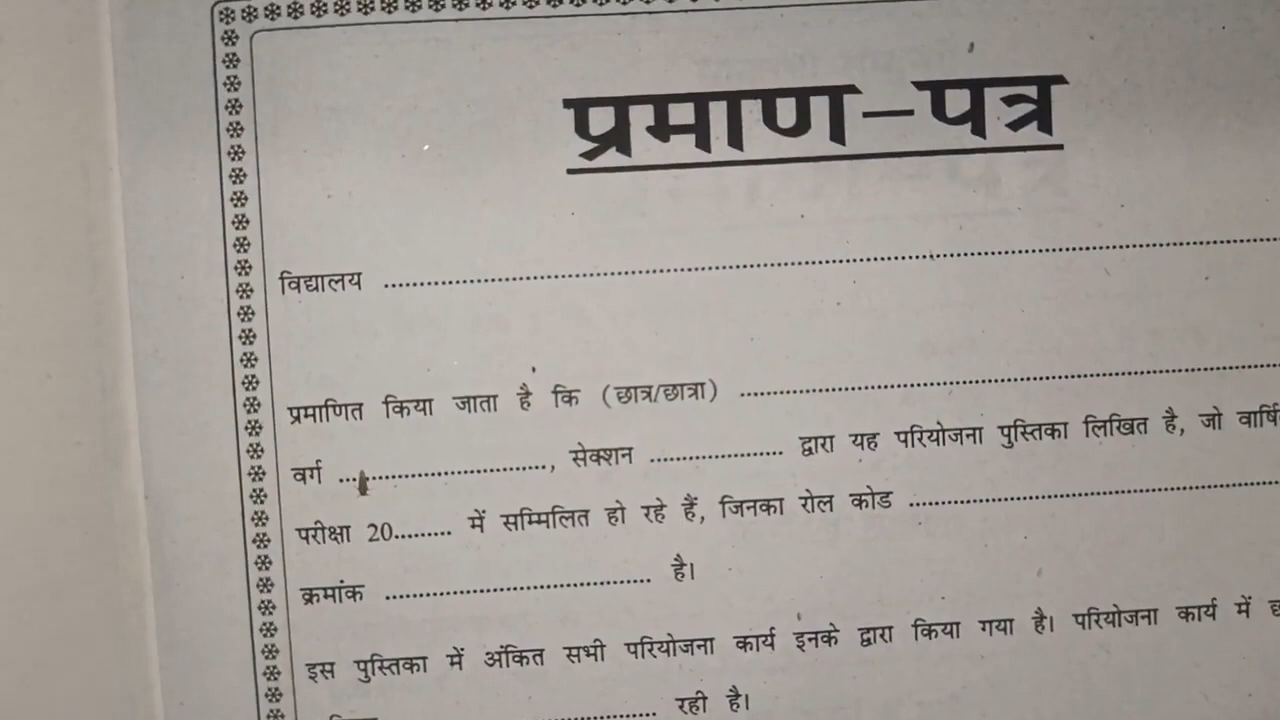 प्रमाण-पत्र
विद्यालय ................................................................
प्रमाणित किया जाता है कि (छात्र/छात्रा) ................................................
वर्ग ..............................., सेक्शन ................... द्वारा यह परियोजना पुस्तिका लिखित है, जो
परीक्षा 20......... में सम्मिलित हो रहे हैं, जिनका रोल कोड ................................
क्रमांक ....................................... है।
इस पुस्तिका में अंकित सभी परियोजना कार्य इनके द्वारा किया गया है। परियोजना कार्य में
....................... रही है।